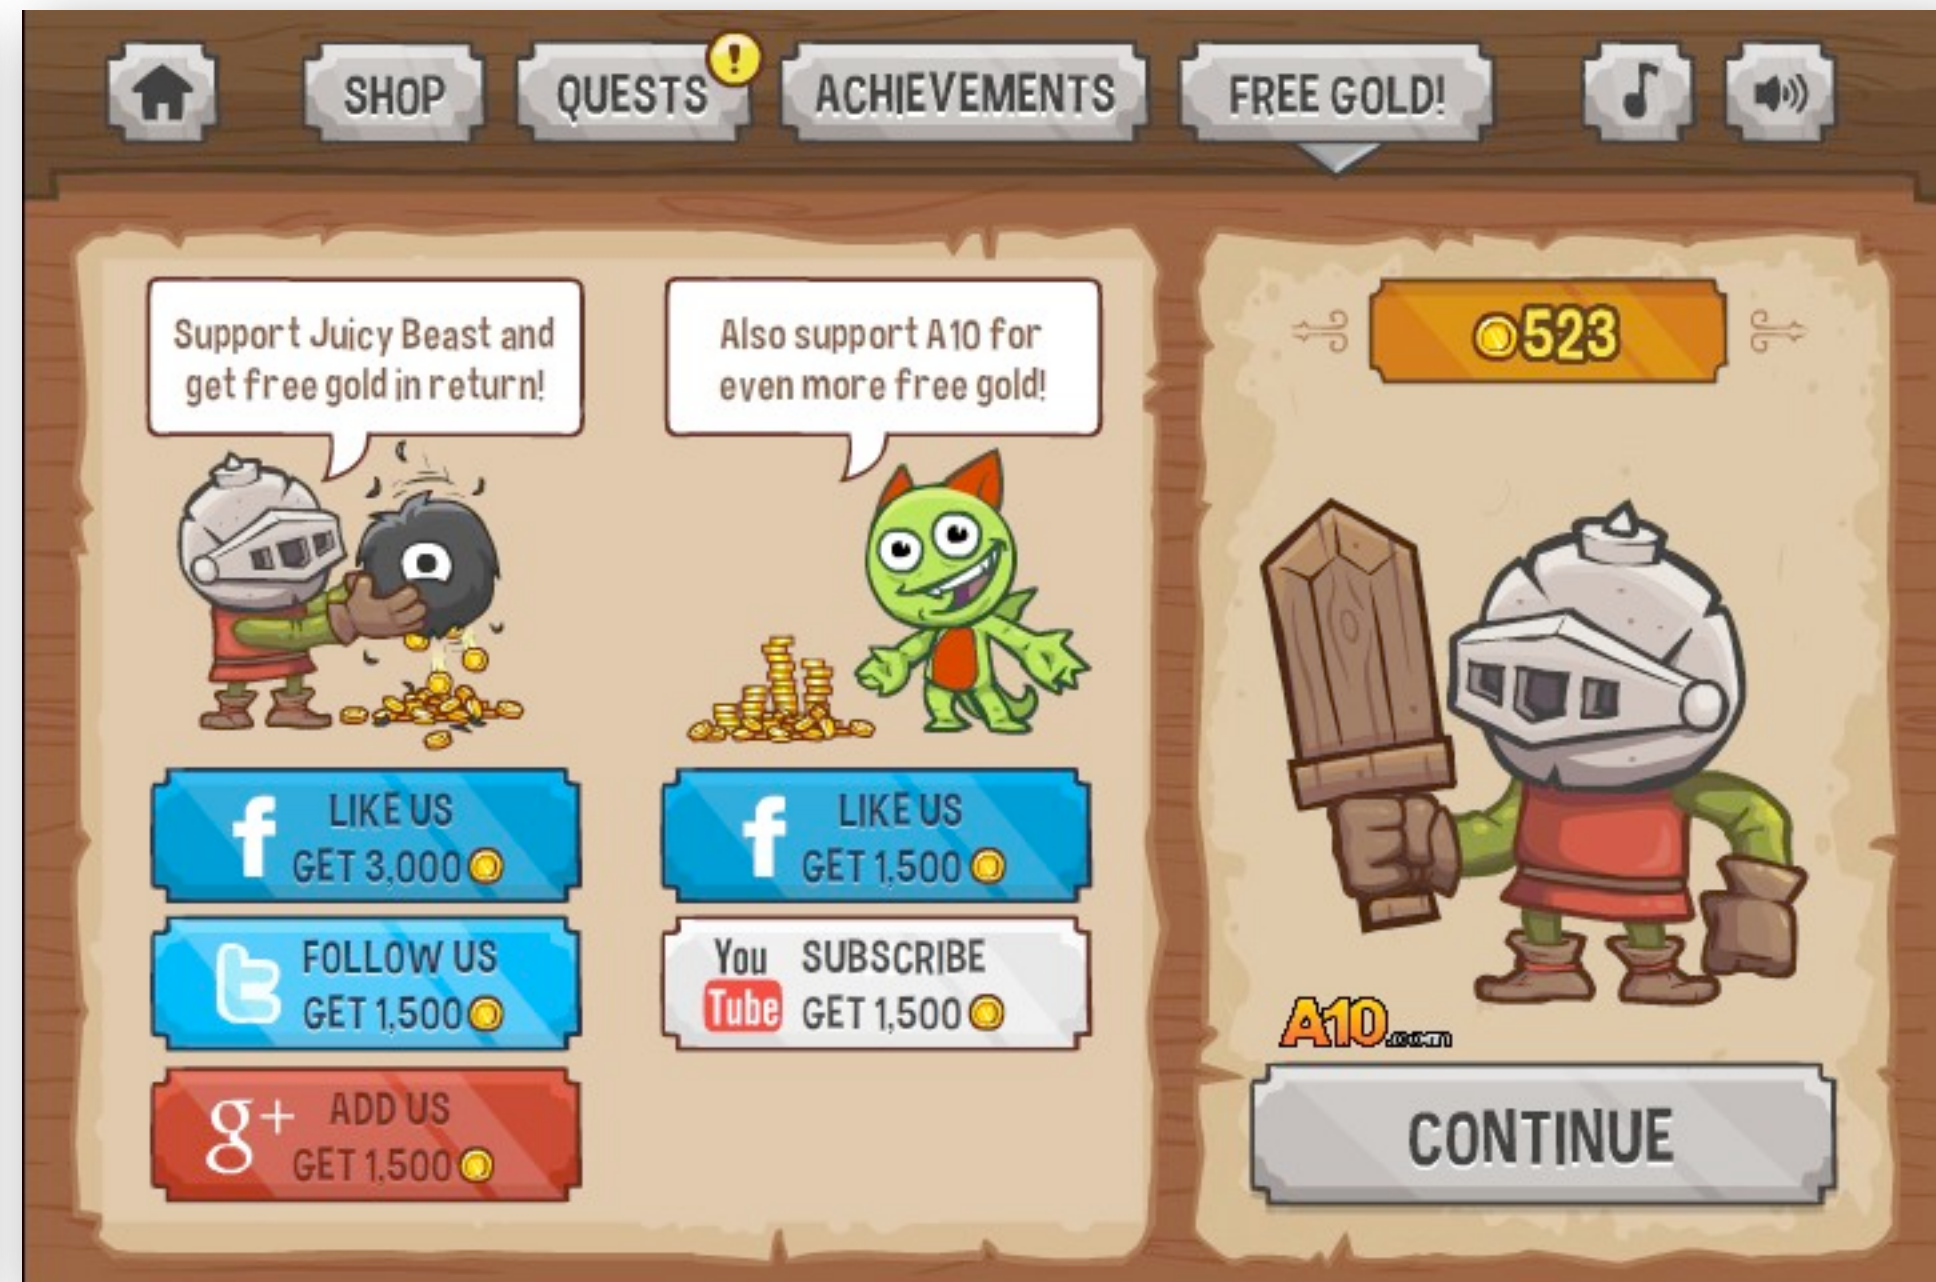 SHOP
QUESTS
!
ACHIEVEMENTS
FREE GOLD!
Support Juicy Beast and
get free gold in return!
Also support A10 for
even more free gold!
523
f LIKE US
GET 3,000
f LIKE US
GET 1,500
t FOLLOW US
GET 1,500
You SUBSCRIBE
Tube GET 1,500
g+ ADD US
GET 1,500
A10.com
CONTINUE